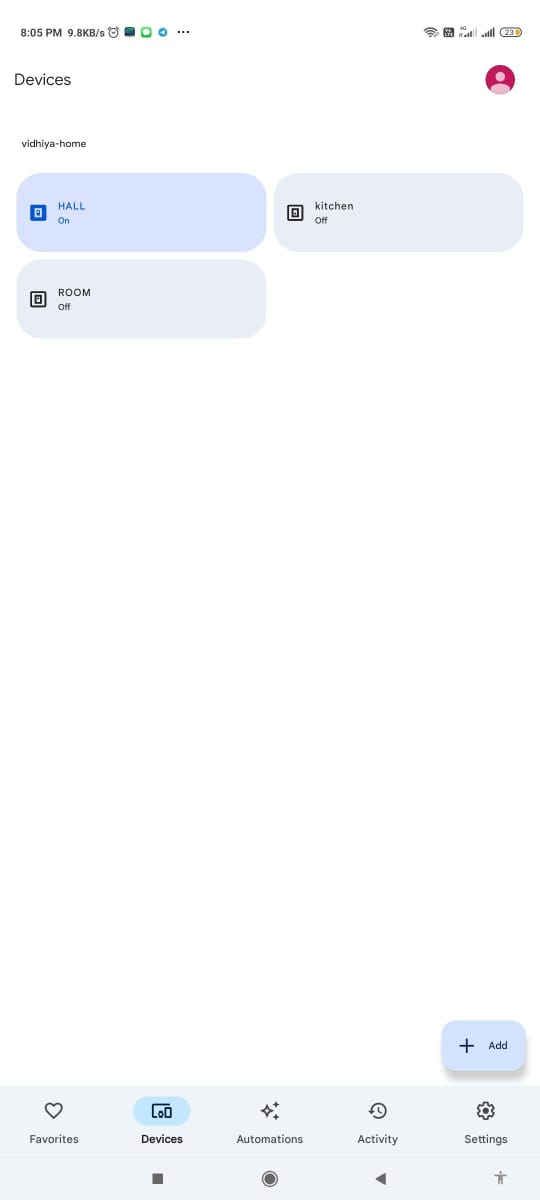 8:05 PM 9.8KB/s ... 23
Devices
vidhiya-home
HALL
On
kitchen
Off
ROOM
Off
Add
Favorites Devices Automations Activity Settings